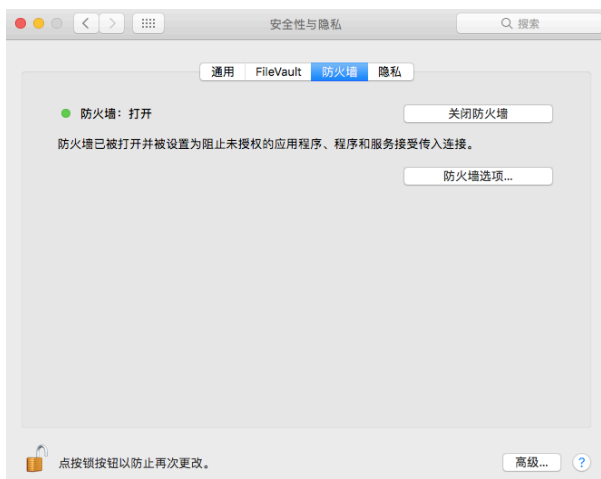 安全性与隐私
搜索
通用 FileVault 防火墙 隐私
防火墙：打开
关闭防火墙
防火墙已被打开并被设置为阻止未授权的应用程序、程序和服务接受传入连接。
防火墙选项...
点按锁按钮以防止再次更改。
高级...
?